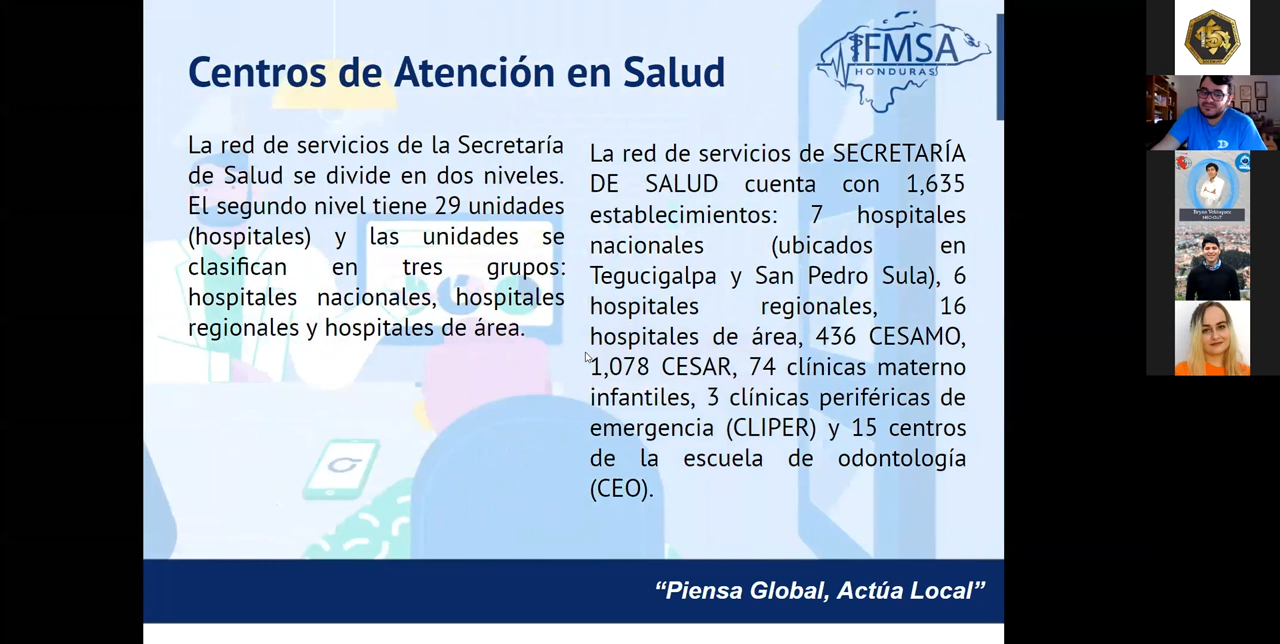 Centros de Atención en Salud
IFMSA
HONDURAS
La red de servicios de la Secretaría
de Salud se divide en dos niveles.
El segundo nivel tiene 29 unidades
(hospitales) y las unidades se
clasifican en tres grupos:
hospitales nacionales, hospitales
regionales y hospitales de área.
La red de servicios de SECRETARÍA
DE SALUD cuenta con 1,635
establecimientos: 7 hospitales
nacionales (ubicados en
Tegucigalpa y San Pedro Sula), 6
hospitales regionales, 16
hospitales de área, 436 CESAMO,
1,078 CESAR, 74 clínicas materno
infantiles, 3 clínicas periféricas de
emergencia (CLIPER) y 15 centros
de la escuela de odontología
(CEO).
“Piensa Global, Actúa Local”
15